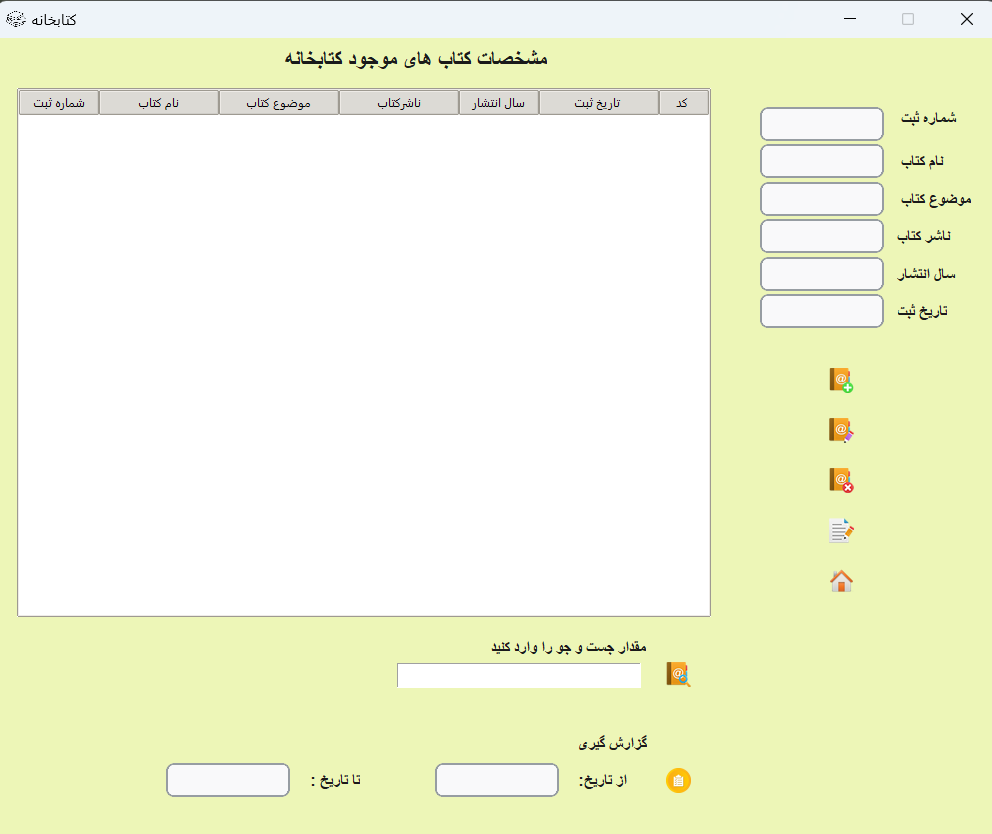 کتابخانه
مشخصات کتاب های موجود کتابخانه
کد
تاریخ ثبت
سال انتشار
ناشرکتاب
موضوع کتاب
نام کتاب
شماره ثبت
شماره ثبت
نام کتاب
موضوع کتاب
ناشر کتاب
سال انتشار
تاریخ ثبت
مقدار جست و جو را وارد کنید
گزارش گیری
از تاریخ:
تا تاریخ :